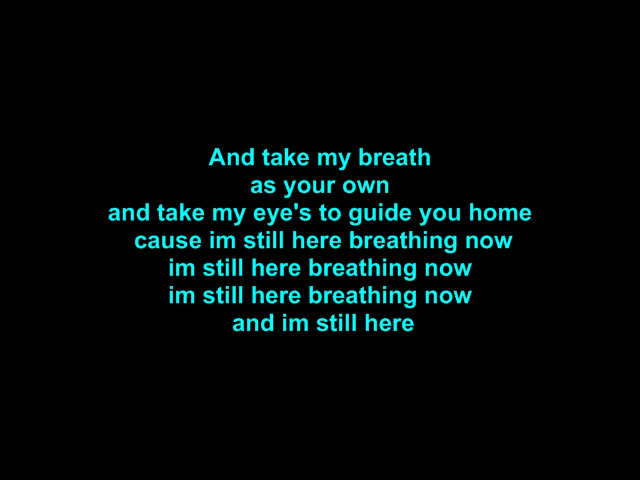 And take my breath
as your own
and take my eye's to guide you home
cause im still here breathing now
im still here breathing now
im still here breathing now
and im still here